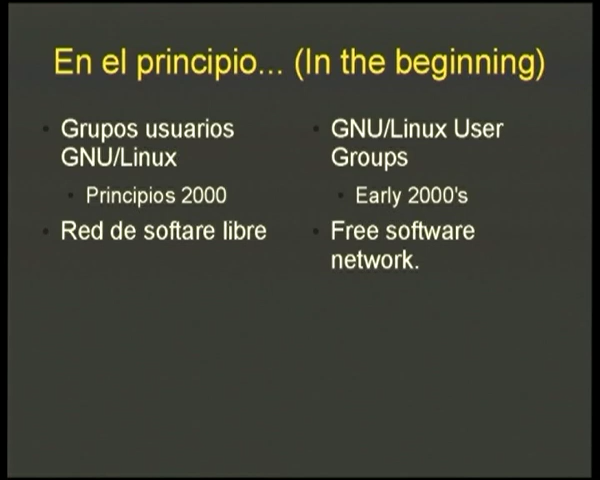 En el principio... (In the beginning)
Grupos usuarios
GNU/Linux
Principios 2000
Red de softare libre
GNU/Linux User
Groups
Early 2000's
Free software
network.